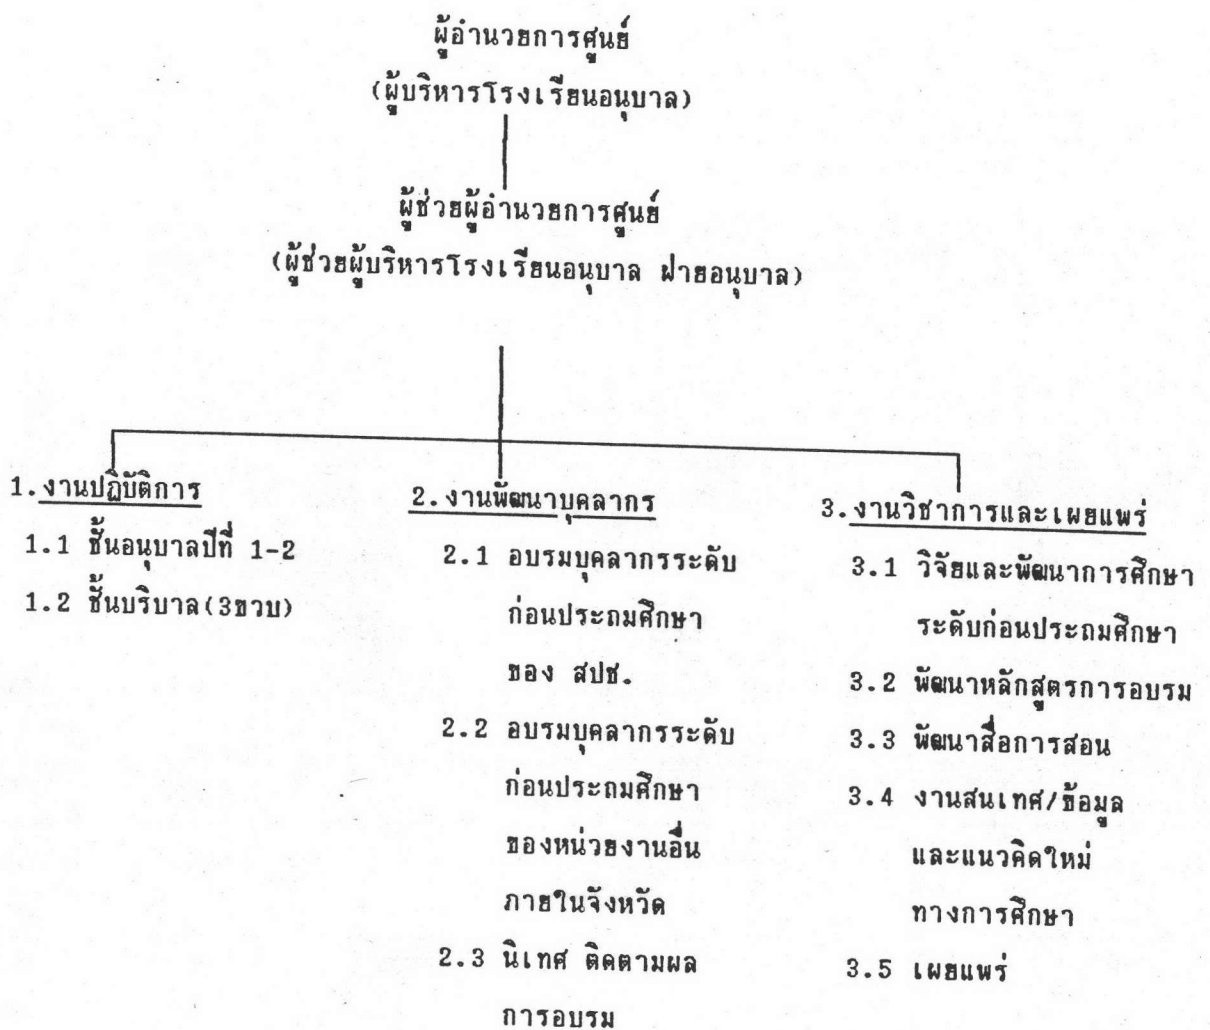 ผู้อำนวยการศูนย์
(ผู้บริหารโรงเรียนอนุบาล)
ผู้ช่วยผู้อำนวยการศูนย์
(ผู้ช่วยผู้บริหารโรงเรียนอนุบาล ฝ่ายอนุบาล)
1.งานปฏิบัติการ
1.1 ชั้นอนุบาลปีที่ 1-2
1.2 ชั้นบริบาล(3ขวบ)
2.งานพัฒนาบุคลากร
2.1 อบรมบุคลากรระดับ
ก่อนประถมศึกษา
ของ สปช.
2.2 อบรมบุคลากรระดับ
ก่อนประถมศึกษา
ของหน่วยงานอื่น
ภายในจังหวัด
2.3 นิเทศ ติดตามผล
การอบรม
3.งานวิชาการและเผยแพร่
3.1 วิจัยและพัฒนาการศึกษา
ระดับก่อนประถมศึกษา
3.2 พัฒนาหลักสูตรการอบรม
3.3 พัฒนาสื่อการสอน
3.4 งานสนเทศ/ข้อมูล
และแนวคิดใหม่
ทางการศึกษา
3.5 เผยแพร่